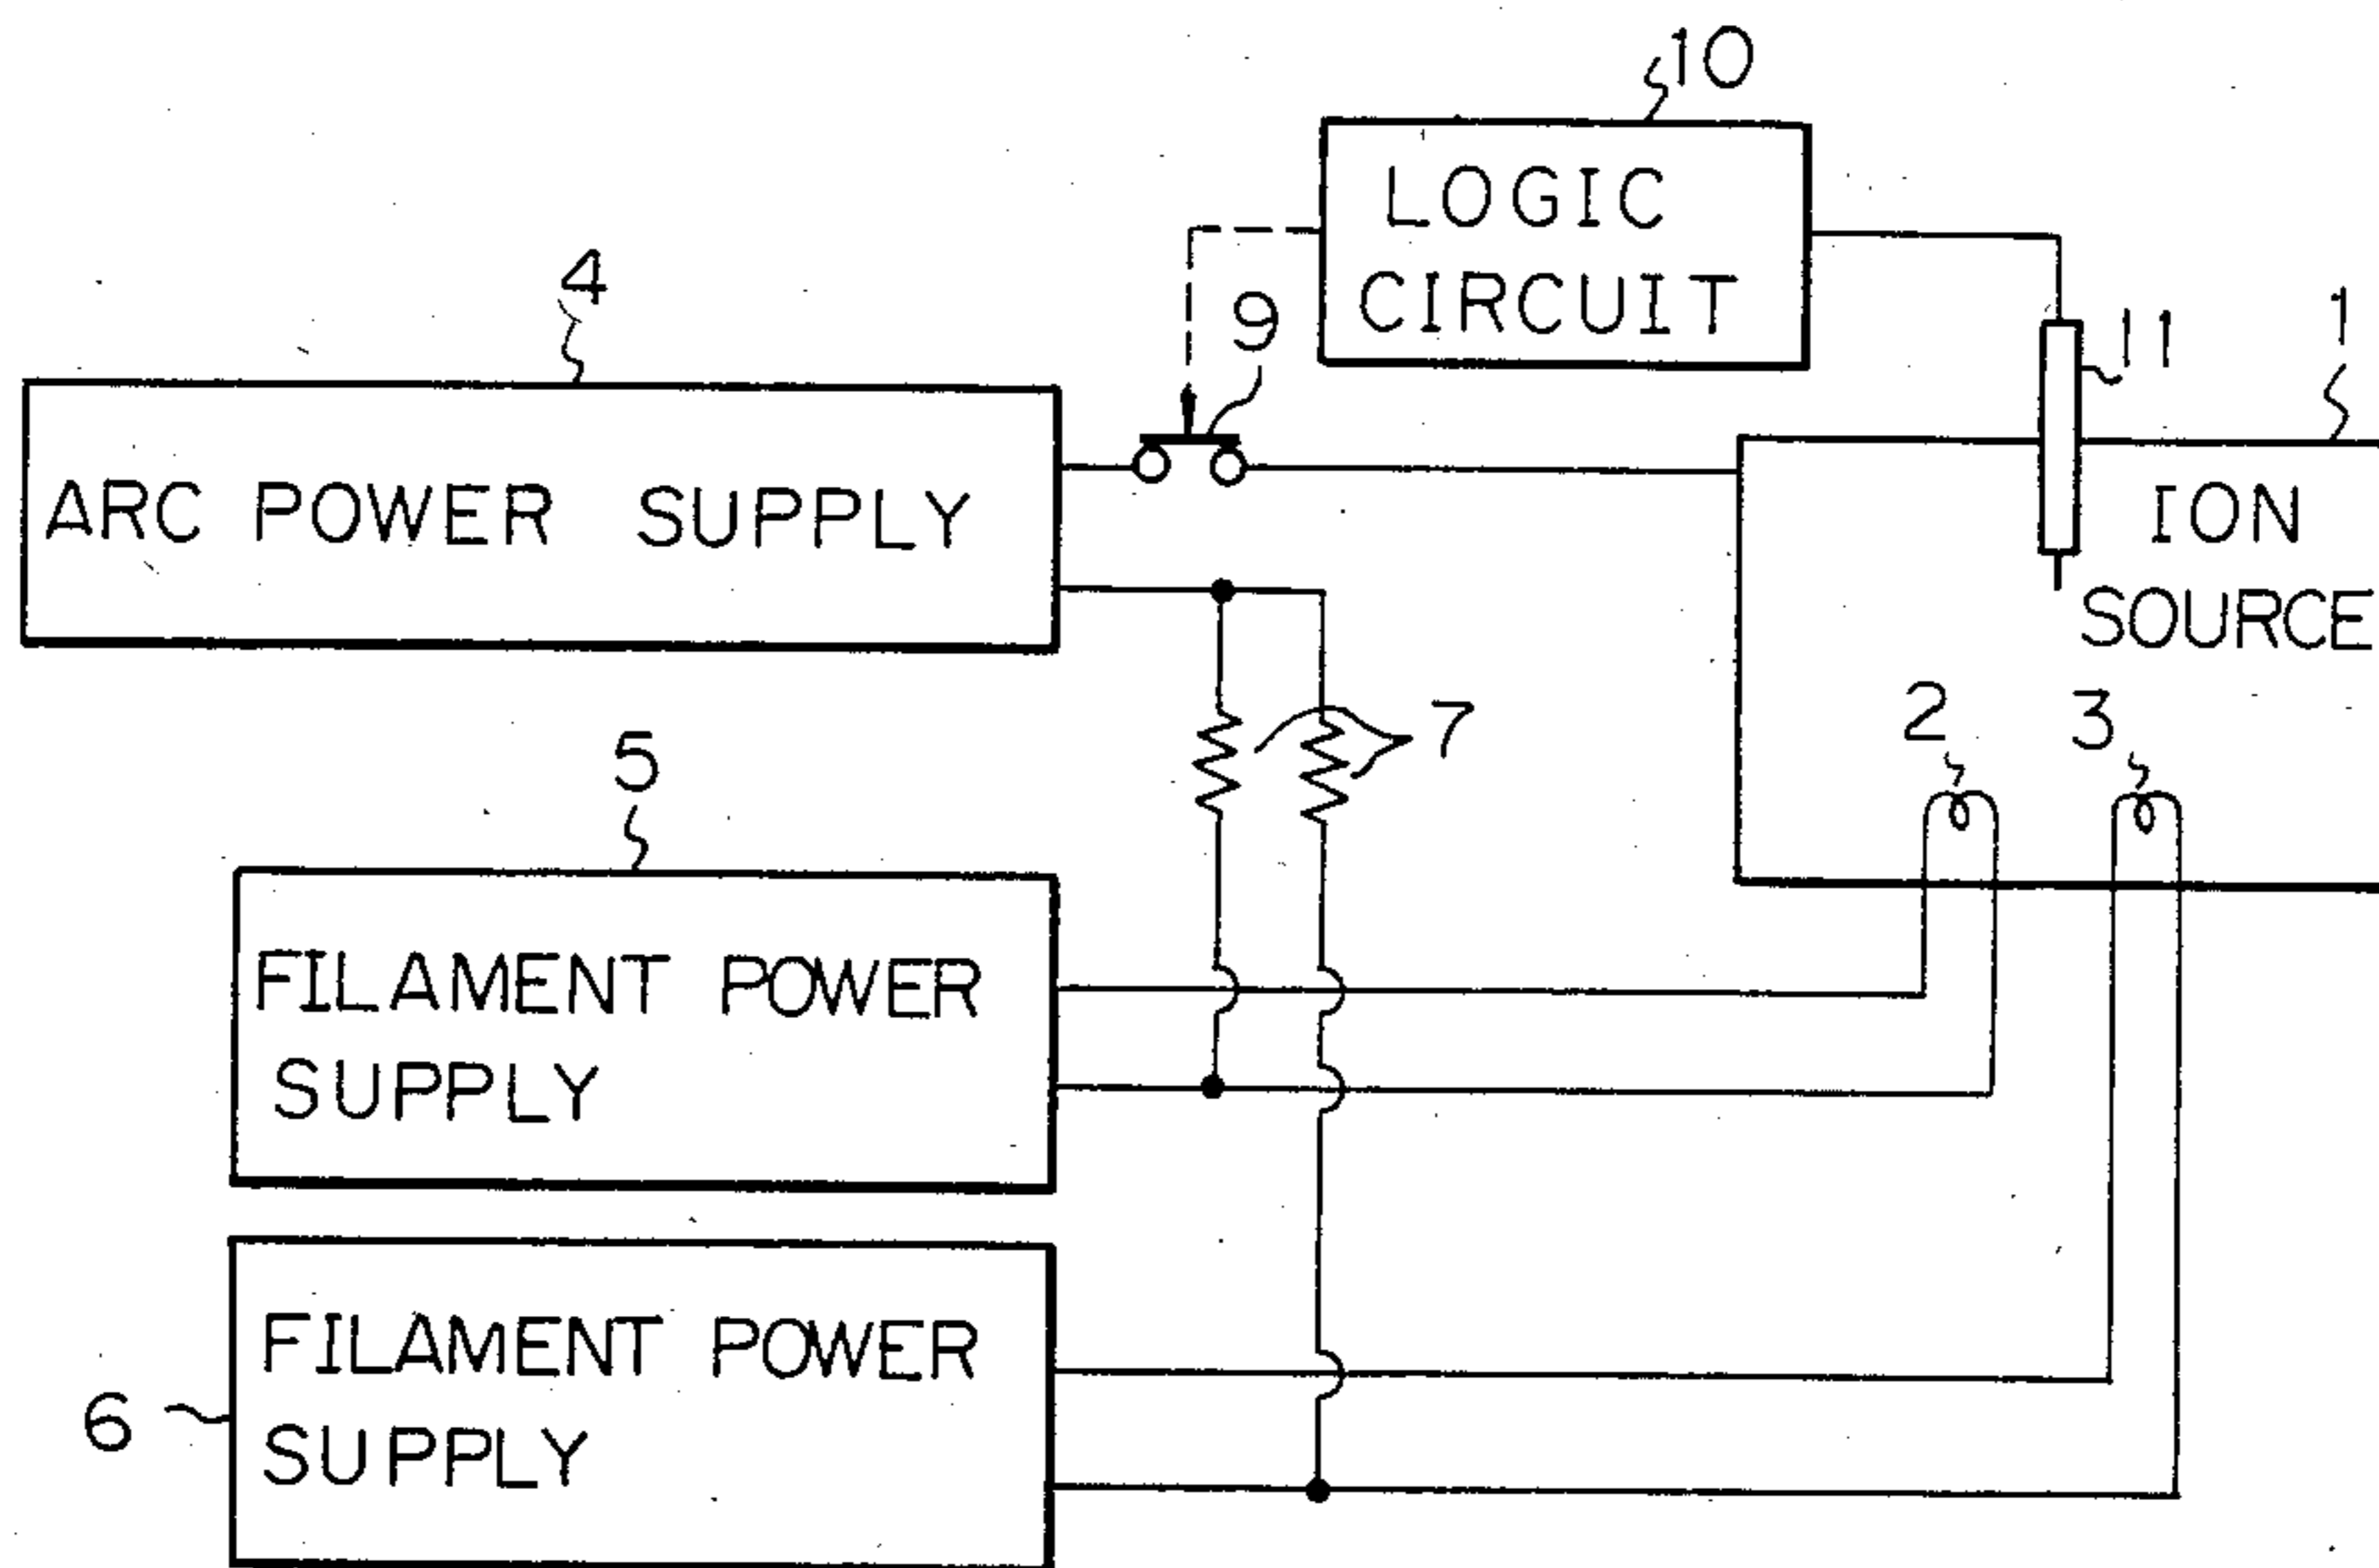 10
LOGIC
CIRCUIT
4
9
11
1
ARC POWER SUPPLY
ION
SOURCE
7
2
3
5
FILAMENT POWER
SUPPLY
FILAMENT POWER
SUPPLY
6